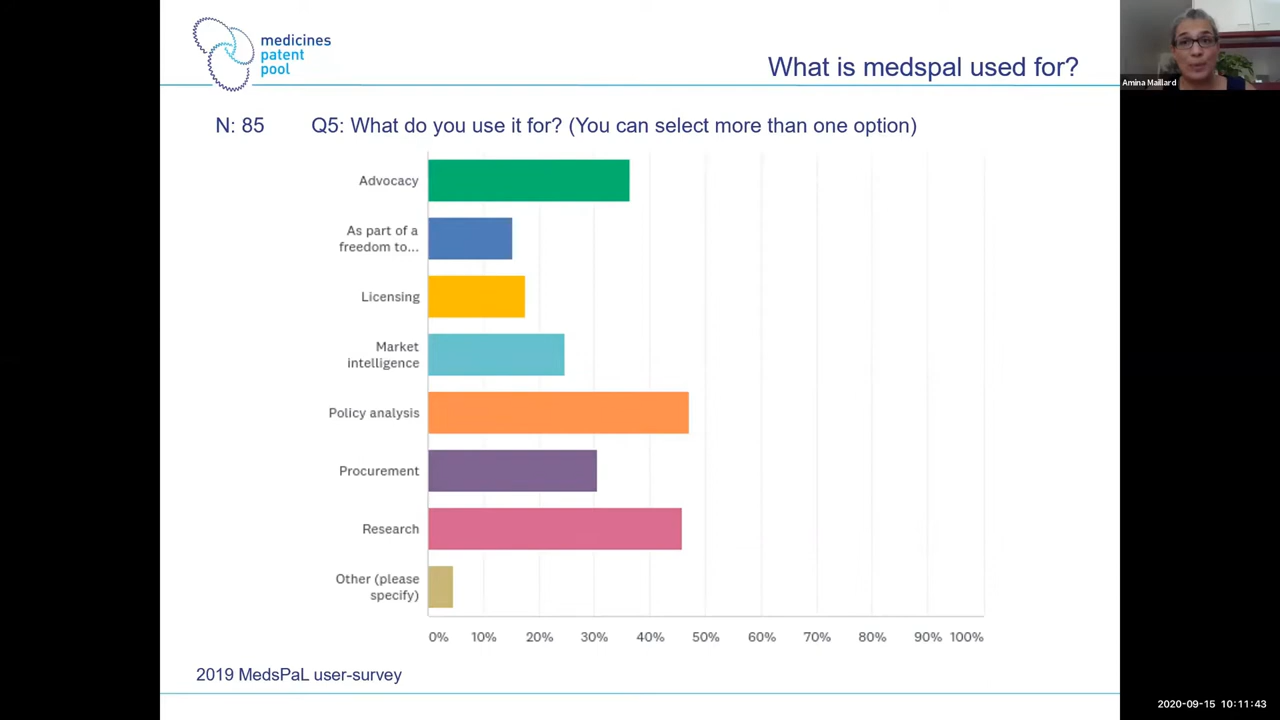 medicines
patent
pool
What is medspal used for?
Amina Maillard
N: 85 Q5: What do you use it for? (You can select more than one option)
Advocacy
As part of a
freedom to...
Licensing
Market
intelligence
Policy analysis
Procurement
Research
Other (please
specify)
0% 10% 20% 30% 40% 50% 60% 70% 80% 90% 100%
2019 MedsPaL user-survey
2020-09-15 10:11:43